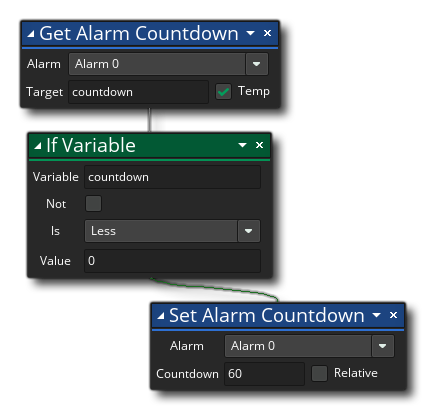 Get Alarm Countdown
Alarm Alarm 0
Target countdown Temp
If Variable
Variable countdown
Not
Is Less
Value 0
Set Alarm Countdown
Alarm Alarm 0
Countdown 60 Relative